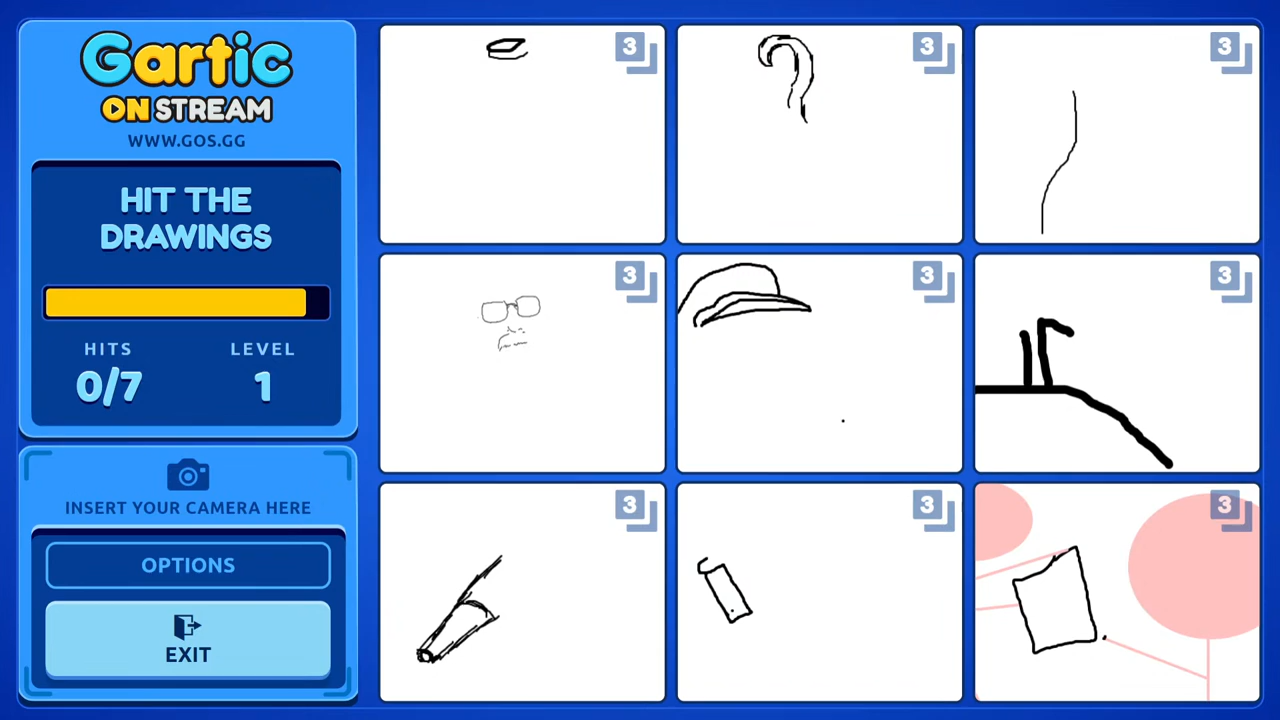 Gartic
ON STREAM
WWW.GOS.GG
HIT THE
DRAWINGS
HITS
0/7
LEVEL
1
INSERT YOUR CAMERA HERE
OPTIONS
EXIT
3
3
3
3
3
3
3
3
3